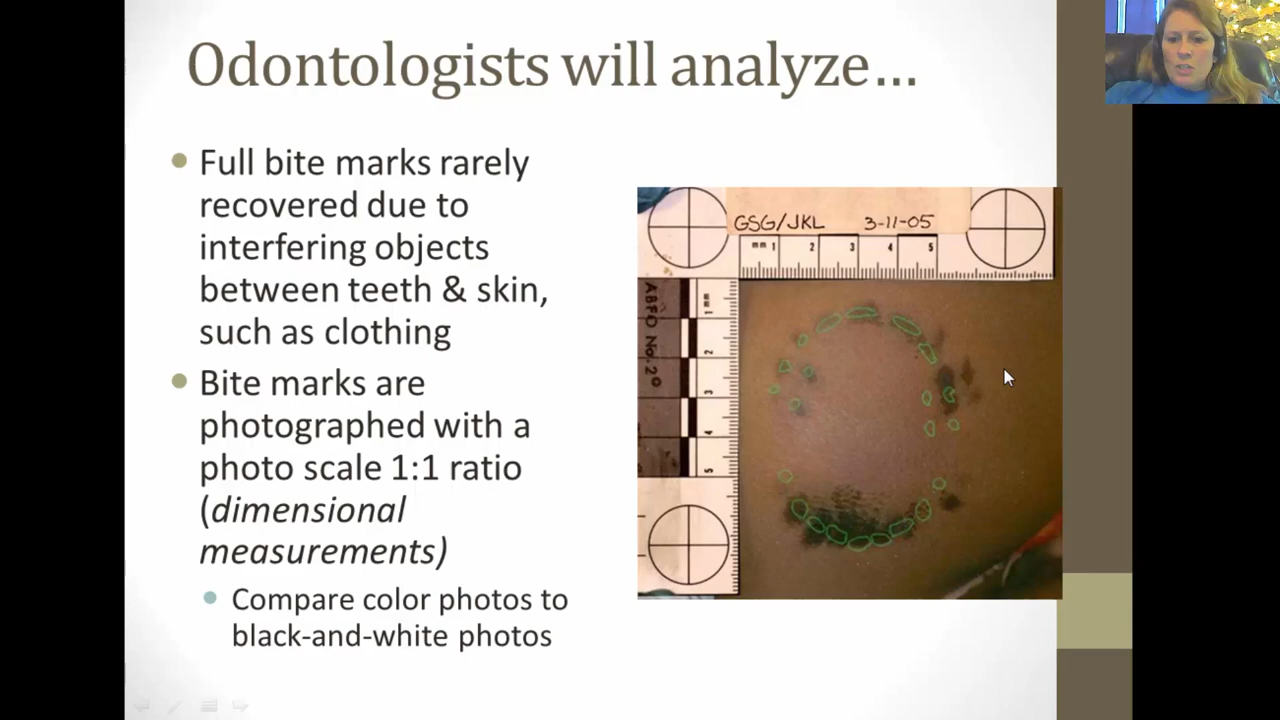 Odontologists will analyze...
Full bite marks rarely
recovered due to
interfering objects
between teeth & skin,
such as clothing
Bite marks are
photographed with a
photo scale 1:1 ratio
(dimensional
measurements)
Compare color photos to
black-and-white photos
GSG/JKL 3-11-05
mm 1 2 3 4 5
ABFO No. 2®
mm
1
2
3
4
5